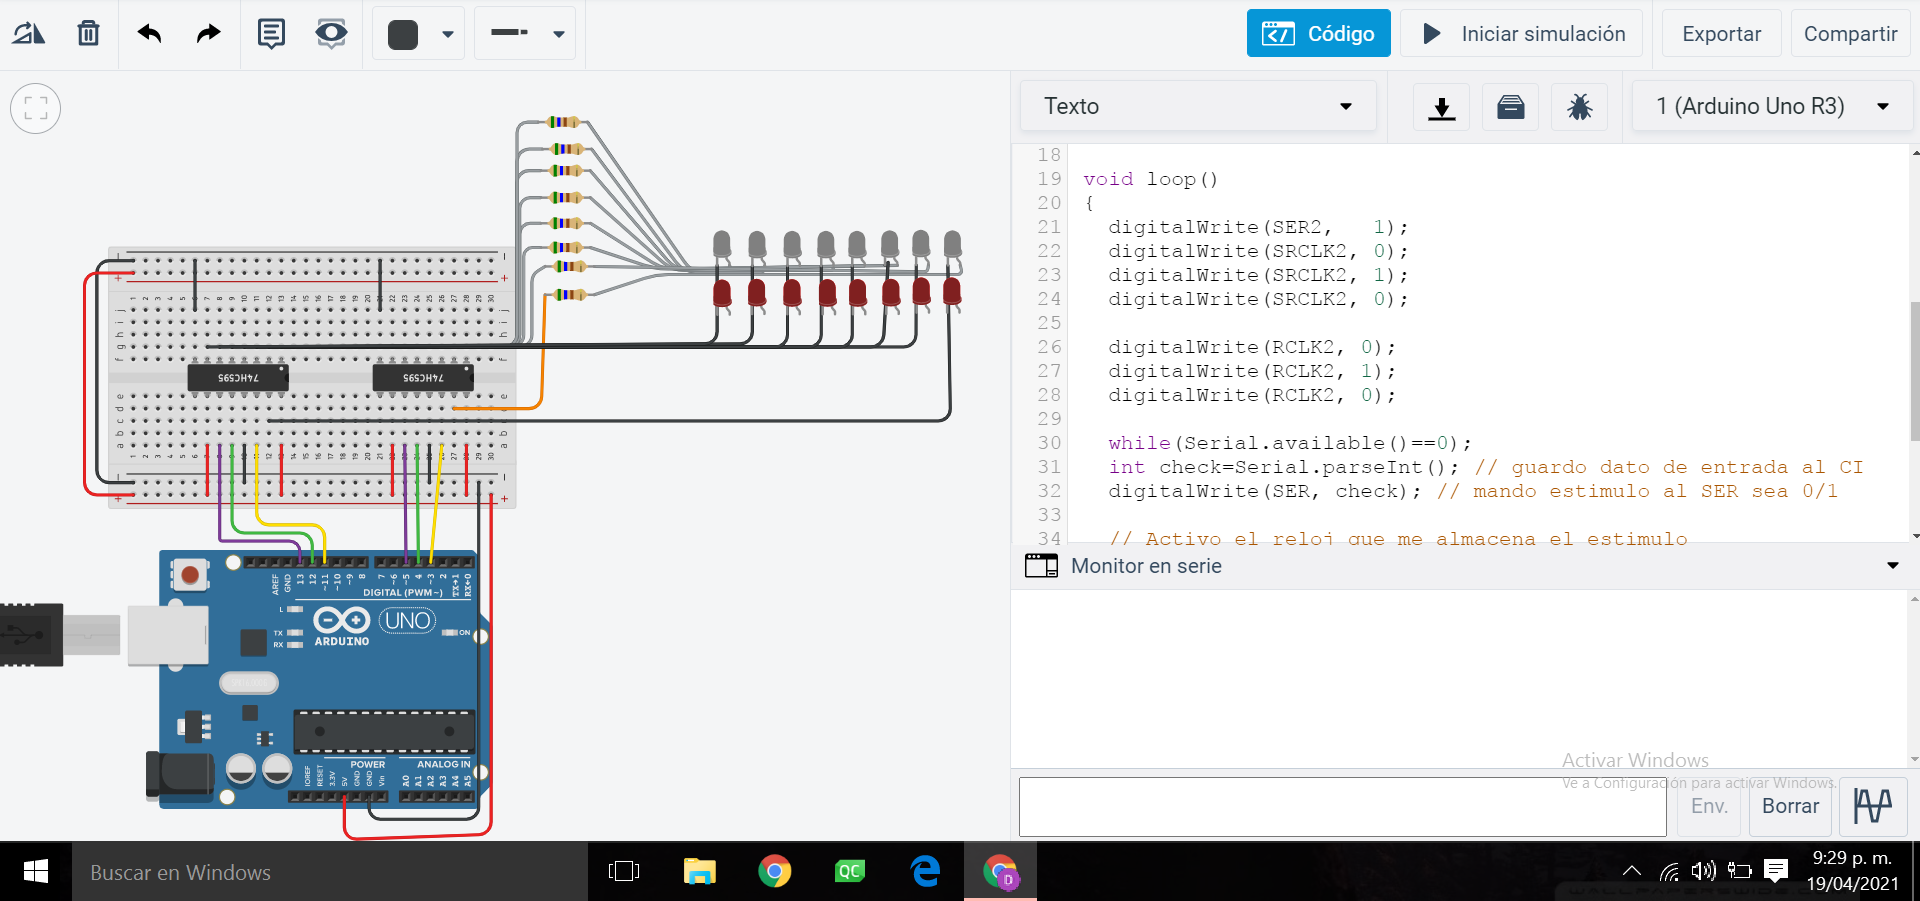 Código
Iniciar simulación
Exportar
Compartir
Texto
1 (Arduino Uno R3)
18
19 void loop()
20 {
21 digitalWrite(SER2, 1);
22 digitalWrite(SRCLK2, 0);
23 digitalWrite(SRCLK2, 1);
24 digitalWrite(SRCLK2, 0);
25
26 digitalWrite(RCLK2, 0);
27 digitalWrite(RCLK2, 1);
28 digitalWrite(RCLK2, 0);
29
30 while(Serial.available()==0);
31 int check=Serial.parseInt(); // guardo dato de entrada al CI
32 digitalWrite(SER, check); // mando estimulo al SER sea 0/1
33
34 // Activo el reloj que me almacena el estimulo
Monitor en serie
74HC595
74HC595
AREF
GND
13
12
~11
~10
~9
8
7
~6
~5
4
~3
2
TX→1
RX←0
DIGITAL (PWM~)
L
TX
RX
ARDUINO
UNO
ON
POWER
ANALOG IN
IOREF
RESET
3.3V
5V
GND
GND
Vin
A0
A1
A2
A3
A4
A5
Activar Windows
Ve a Configuración para activar Windows.
Env.
Borrar
Buscar en Windows
QC
D
9:29 p. m.
19/04/2021